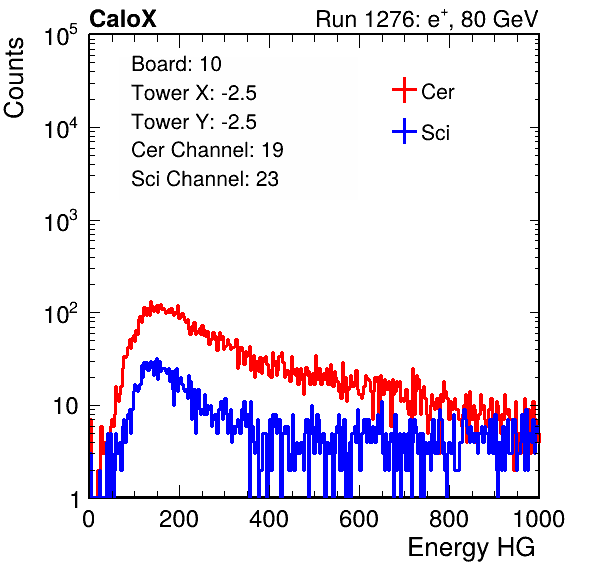 CaloX Run 1276: e⁺, 80 GeV
Board: 10
Tower X: -2.5
Tower Y: -2.5
Cer Channel: 19
Sci Channel: 23
Cer
Sci
Counts
10⁵
10⁴
10³
10²
10
1
0 200 400 600 800 1000
Energy HG